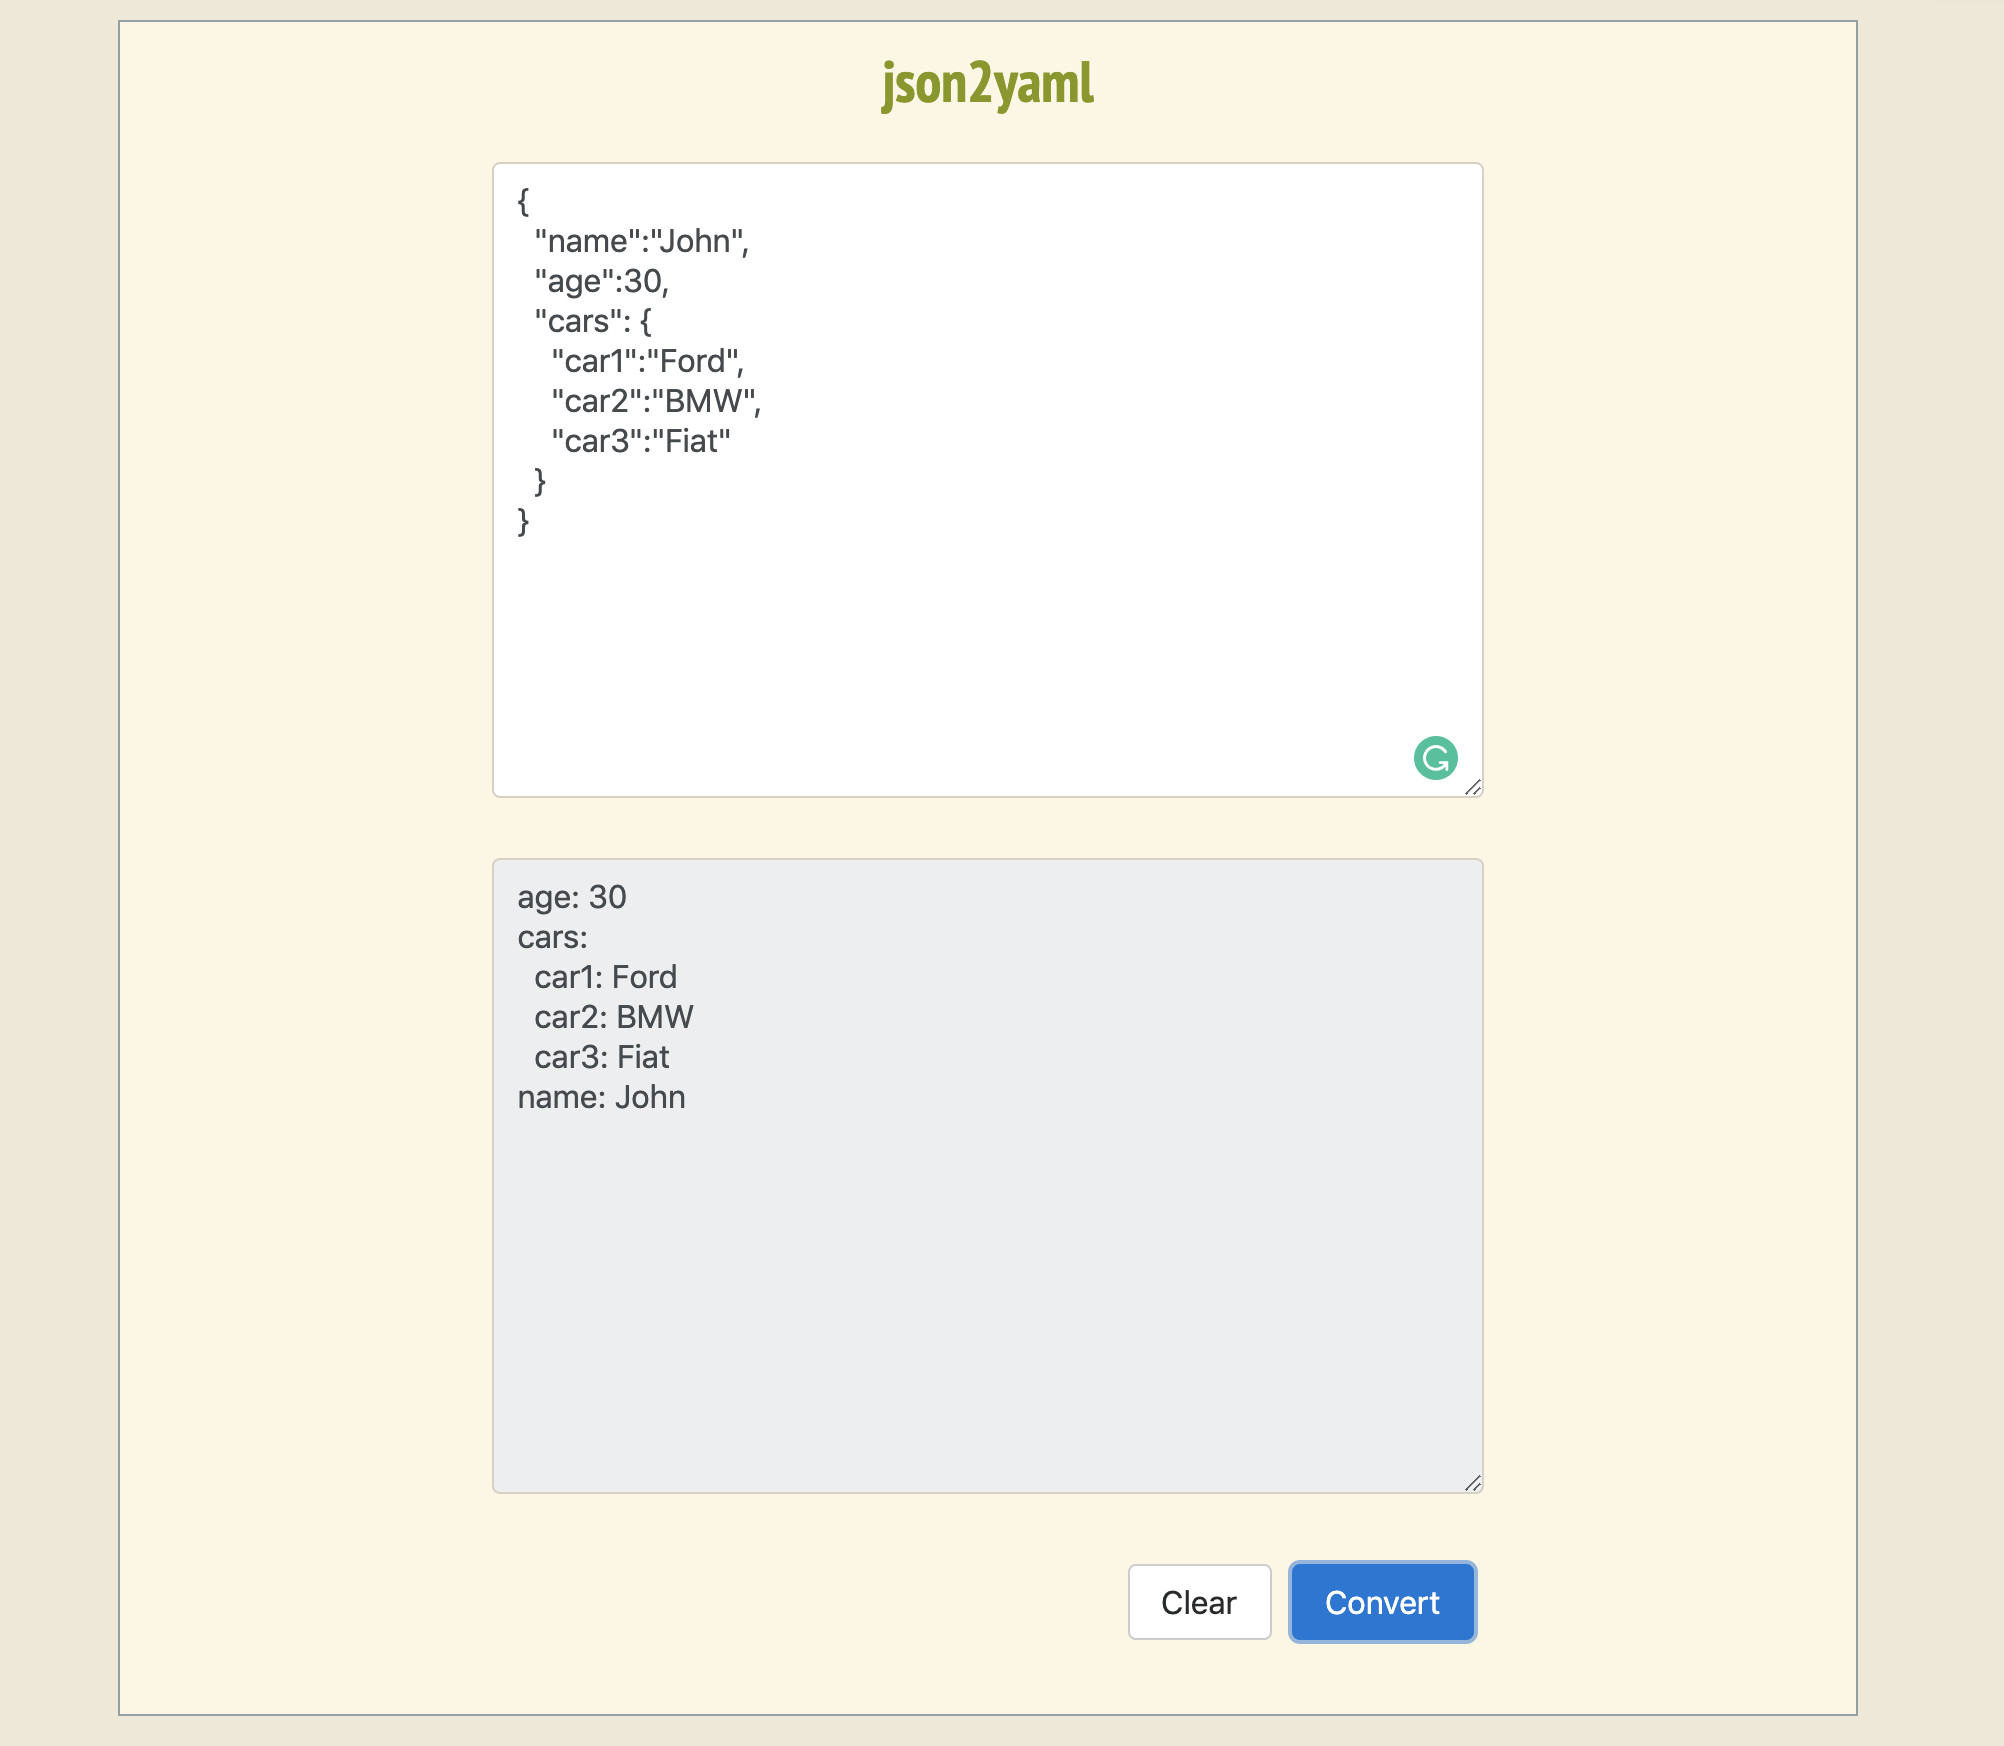 json2yaml
{
  "name":"John",
  "age":30,
  "cars": {
    "car1":"Ford",
    "car2":"BMW",
    "car3":"Fiat"
  }
}
age: 30
cars:
  car1: Ford
  car2: BMW
  car3: Fiat
name: John
Clear
Convert